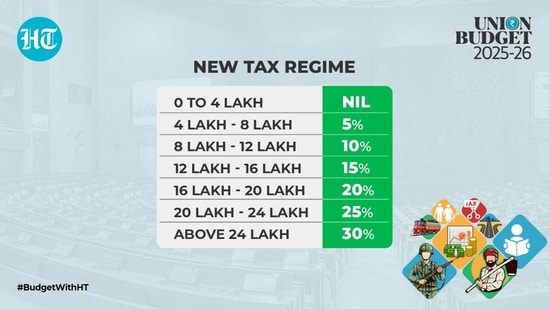 HT
UNION
BUDGET
2025-26
NEW TAX REGIME
0 TO 4 LAKH NIL
4 LAKH - 8 LAKH 5%
8 LAKH - 12 LAKH 10%
12 LAKH - 16 LAKH 15%
16 LAKH - 20 LAKH 20%
20 LAKH - 24 LAKH 25%
ABOVE 24 LAKH 30%
TAX
#BudgetWithHT